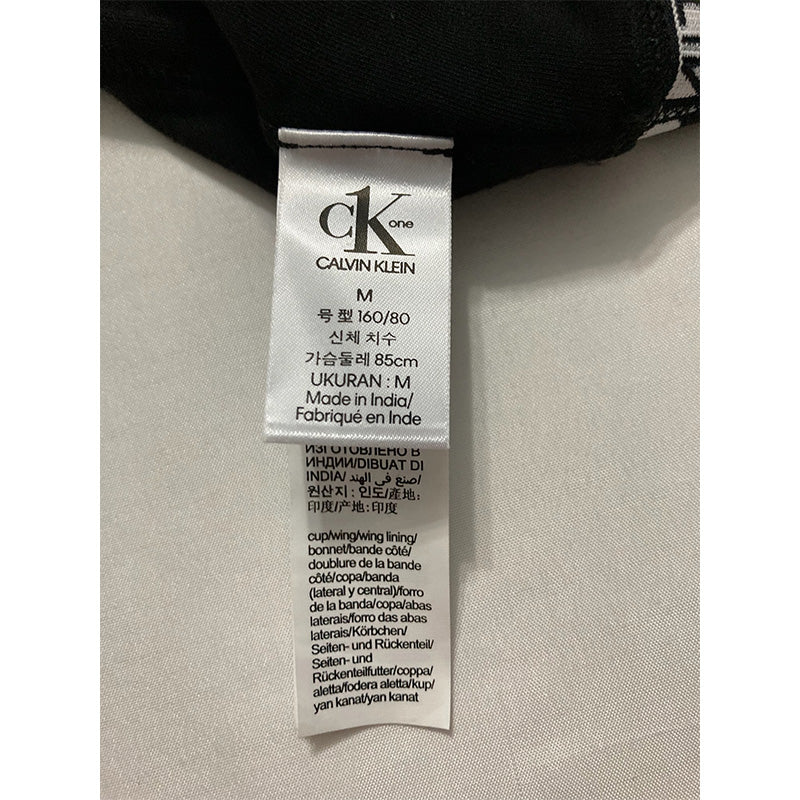 cK one
CALVIN KLEIN
M
号型 160/80
신체 치수
가슴둘레 85cm
UKURAN : M
Made in India/
Fabriqué en Inde
ИЗГОТОВЛЕНО В
ИНДИИ/DIBUAT DI
INDIA/ صنع في الهند/
원산지 : 인도/產地:
印度/产地: 印度
cup/wing/wing lining/
bonnet/bande côté/
doublure de la bande
côté/copa/banda
(lateral y central)/forro
de la banda/copa/abas
laterais/forro das abas
laterais/Körbchen/
Seiten- und Rückenteil/
Seiten- und
Rückenteilfutter/coppa/
aletta/fodera aletta/kup/
yan kanat/yan kanat